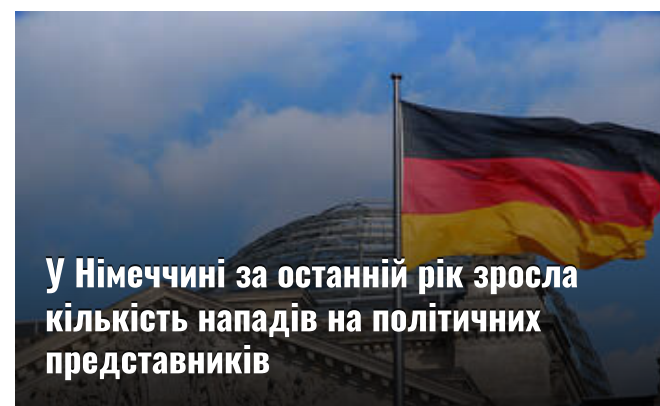 У Німеччині за останній рік зросла
кількість нападів на політичних
представників